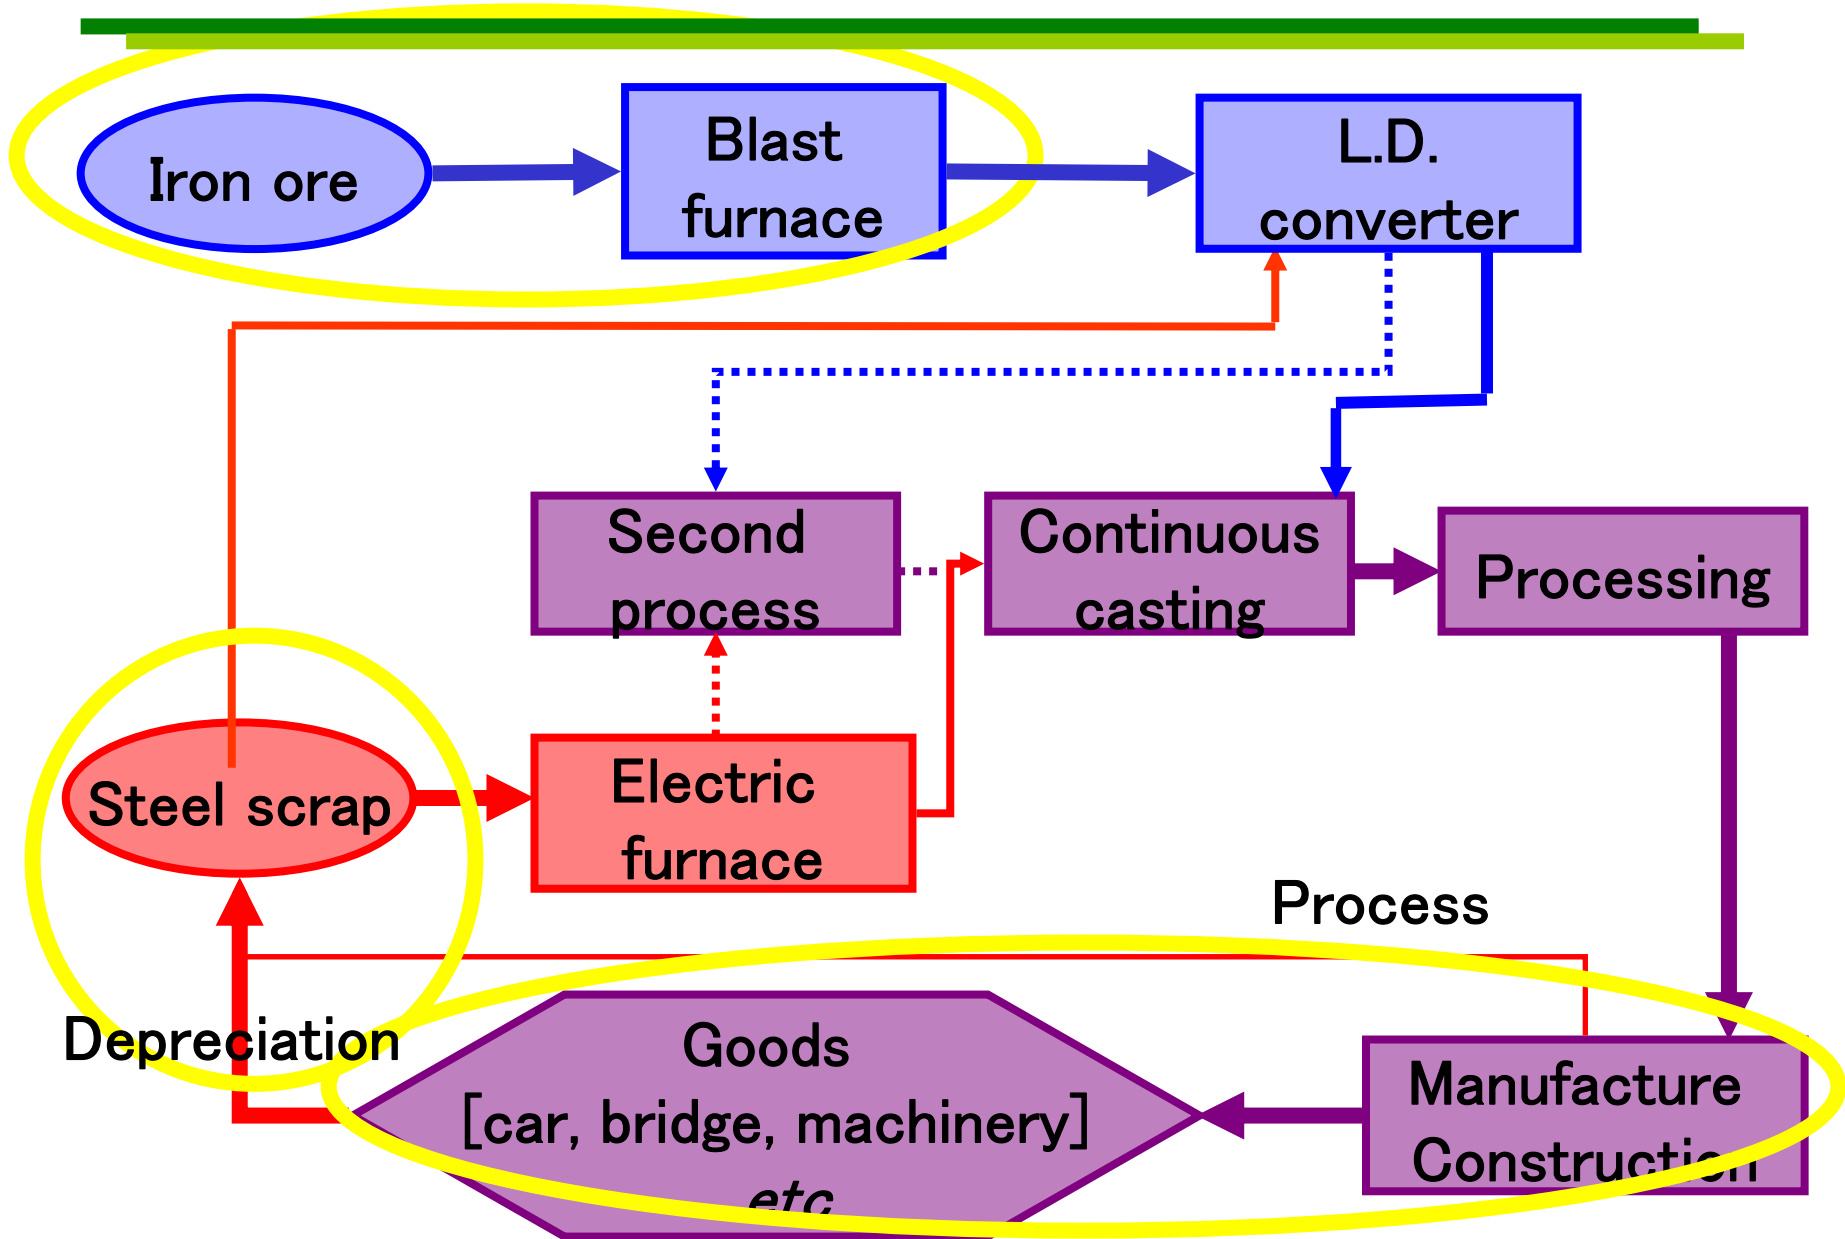 Iron ore
Blast
furnace
L.D.
converter
Second
process
Continuous
casting
Processing
Steel scrap
Electric
furnace
Process
Depreciation
Goods
[car, bridge, machinery]
etc
Manufacture
Construction